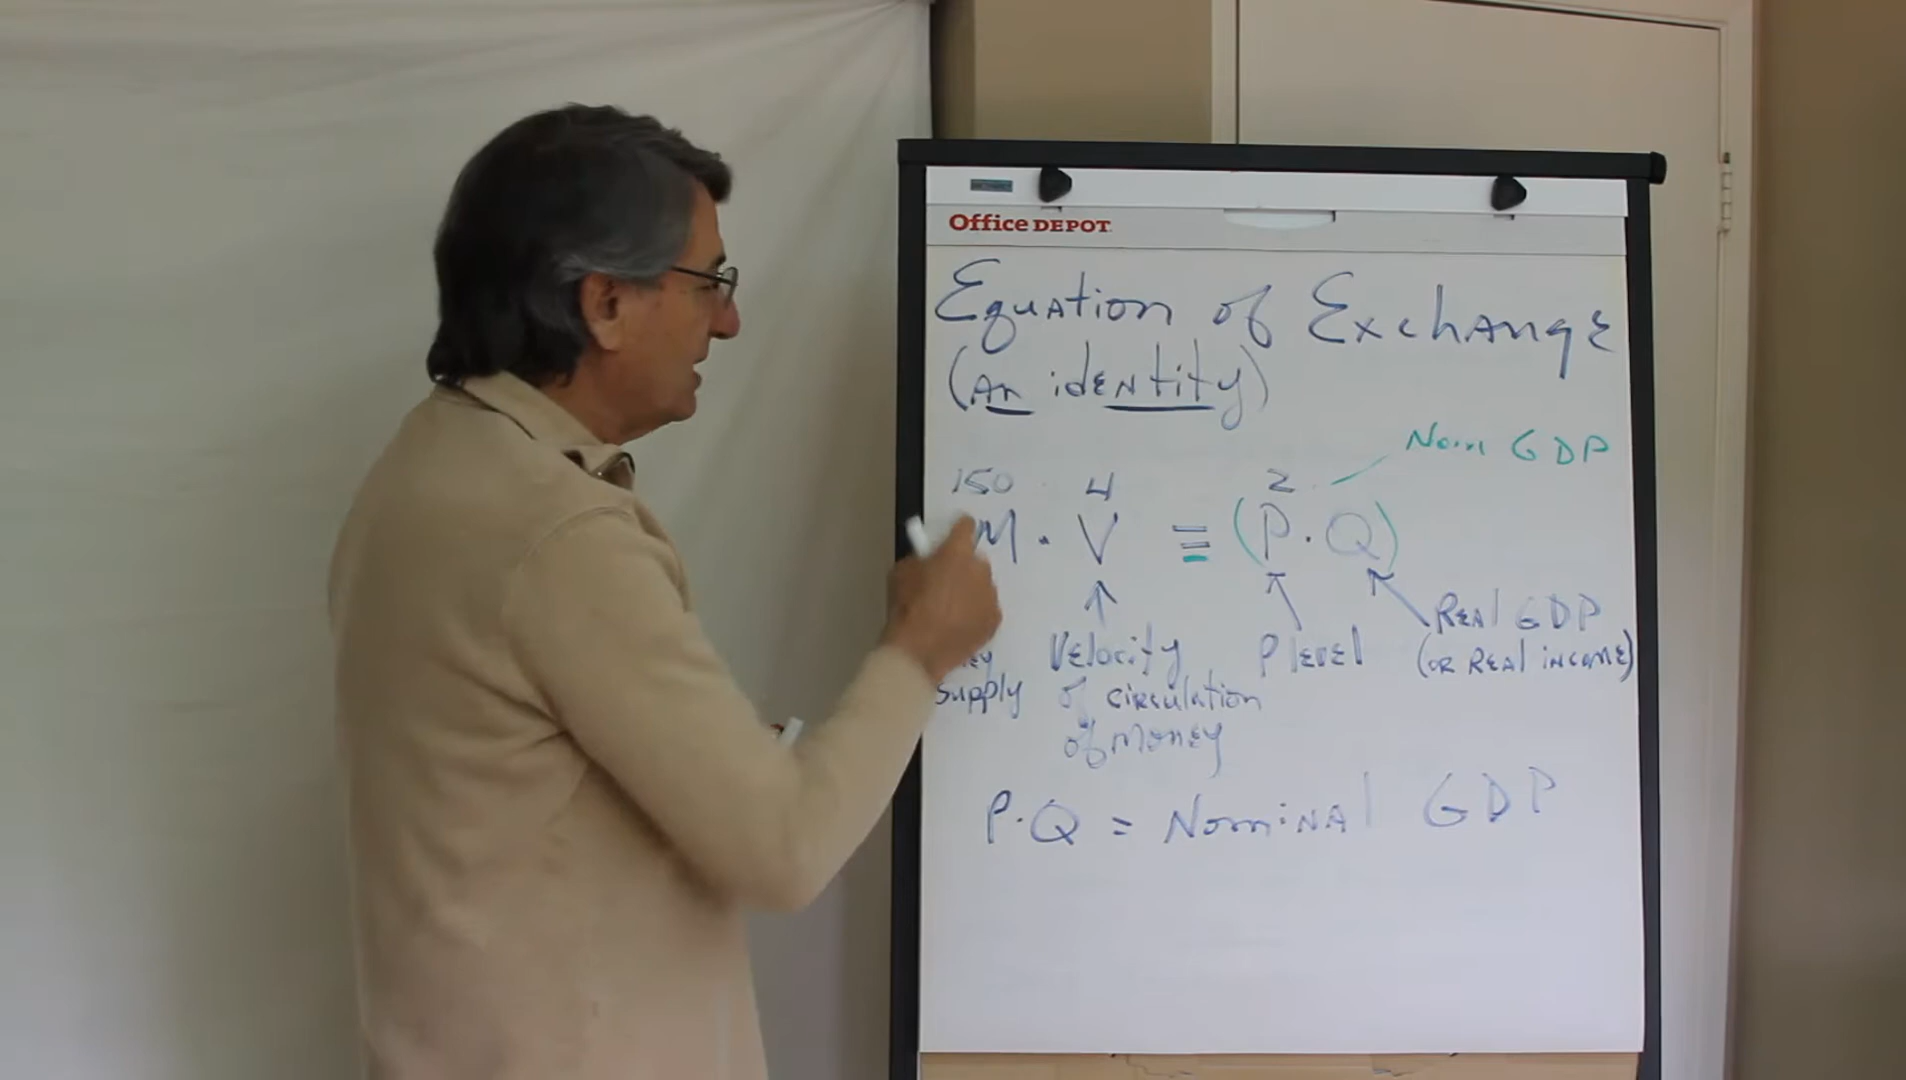 Office DEPOT
Equation of Exchange
(An identity)
Nom GDP
150 4 2
M · V ≡ (P · Q)
Real GDP
(or Real income)
Velocity P level
supply of circulation
of money
P·Q = Nominal GDP